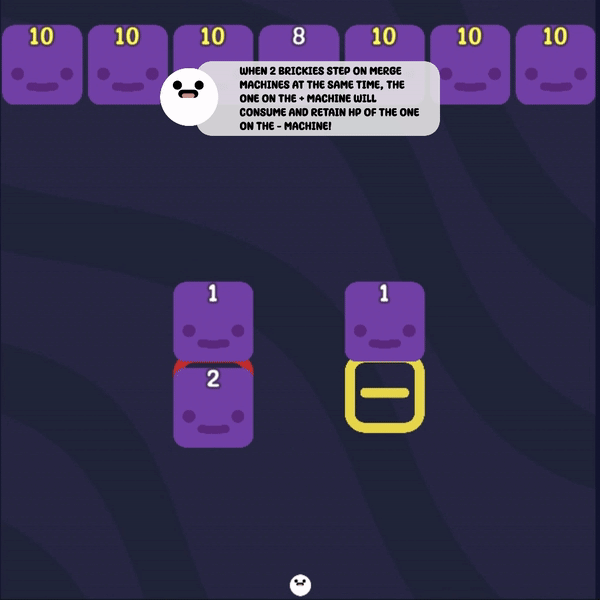 10 10 10 8 10 10 10
WHEN 2 BRICKIES STEP ON MERGE
MACHINES AT THE SAME TIME, THE
ONE ON THE + MACHINE WILL
CONSUME AND RETAIN HP OF THE ONE
ON THE - MACHINE!
1 1
2